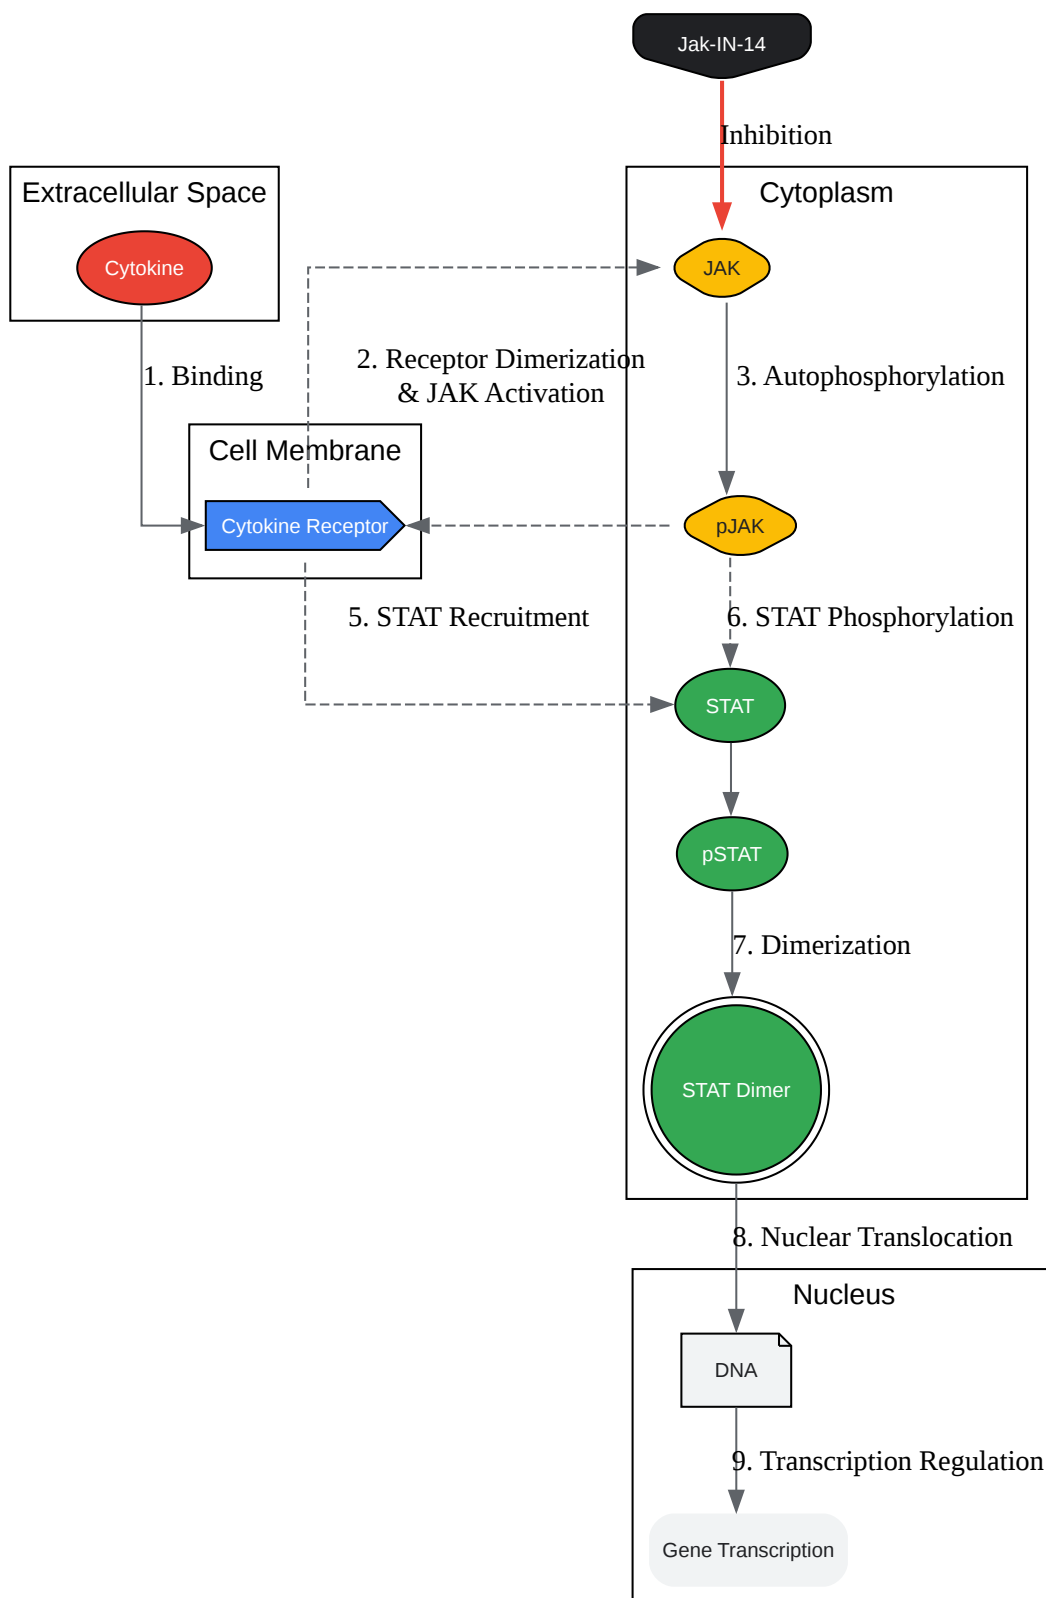 Jak-IN-14
Inhibition
Extracellular Space
Cytoplasm
Cytokine
JAK
2. Receptor Dimerization
& JAK Activation
1. Binding
3. Autophosphorylation
Cell Membrane
Cytokine Receptor
pJAK
5. STAT Recruitment
6. STAT Phosphorylation
STAT
pSTAT
7. Dimerization
STAT Dimer
8. Nuclear Translocation
Nucleus
DNA
9. Transcription Regulation
Gene Transcription